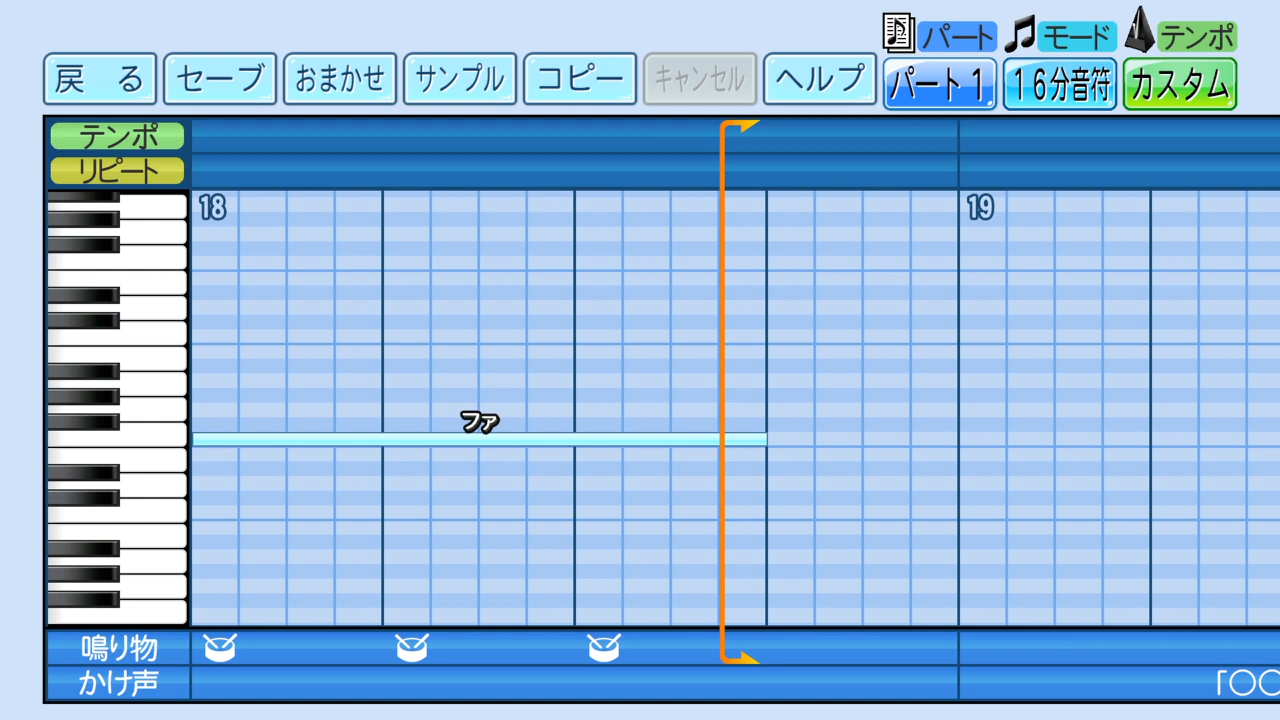 パート モード テンポ
戻る セーブ おまかせ サンプル コピー キャンセル ヘルプ パート1 16分音符 カスタム
テンポ
リピート
18 19
ファ
鳴り物
かけ声 「〇〇